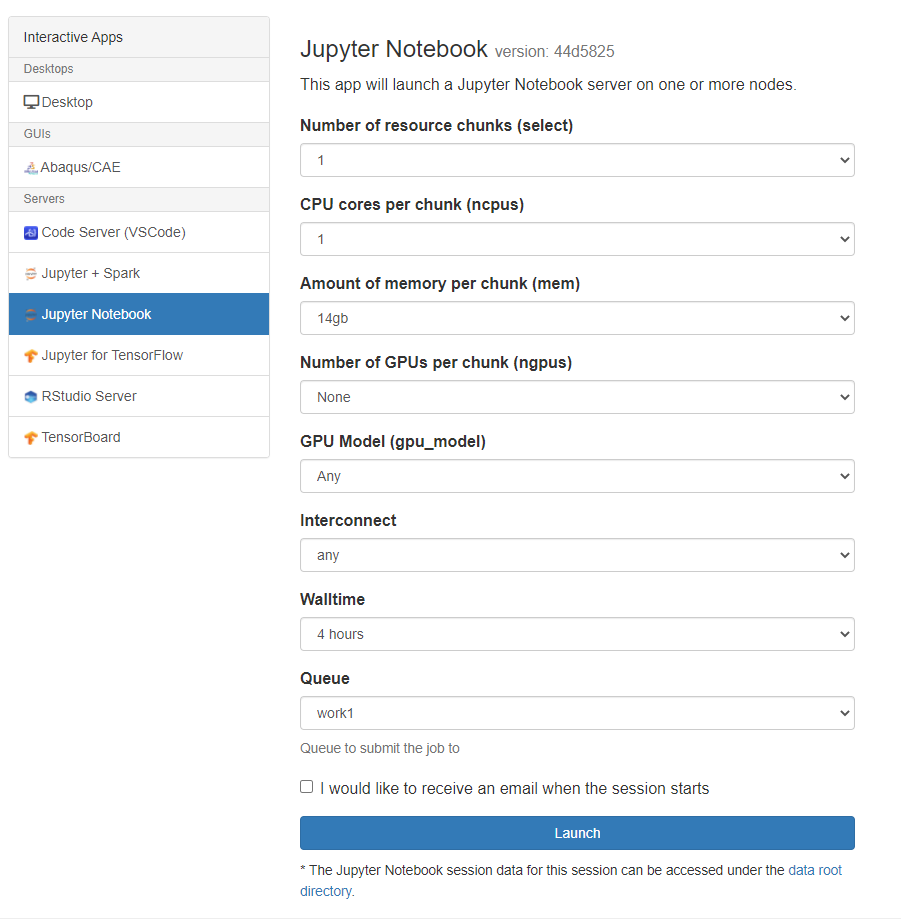 Interactive Apps
Desktops
Desktop
GUIs
Abaqus/CAE
Servers
Code Server (VSCode)
Jupyter + Spark
Jupyter Notebook
Jupyter for TensorFlow
RStudio Server
TensorBoard
Jupyter Notebook version: 44d5825
This app will launch a Jupyter Notebook server on one or more nodes.
Number of resource chunks (select)
1
CPU cores per chunk (ncpus)
1
Amount of memory per chunk (mem)
14gb
Number of GPUs per chunk (ngpus)
None
GPU Model (gpu_model)
Any
Interconnect
any
Walltime
4 hours
Queue
work1
Queue to submit the job to
I would like to receive an email when the session starts
Launch
* The Jupyter Notebook session data for this session can be accessed under the data root
directory.